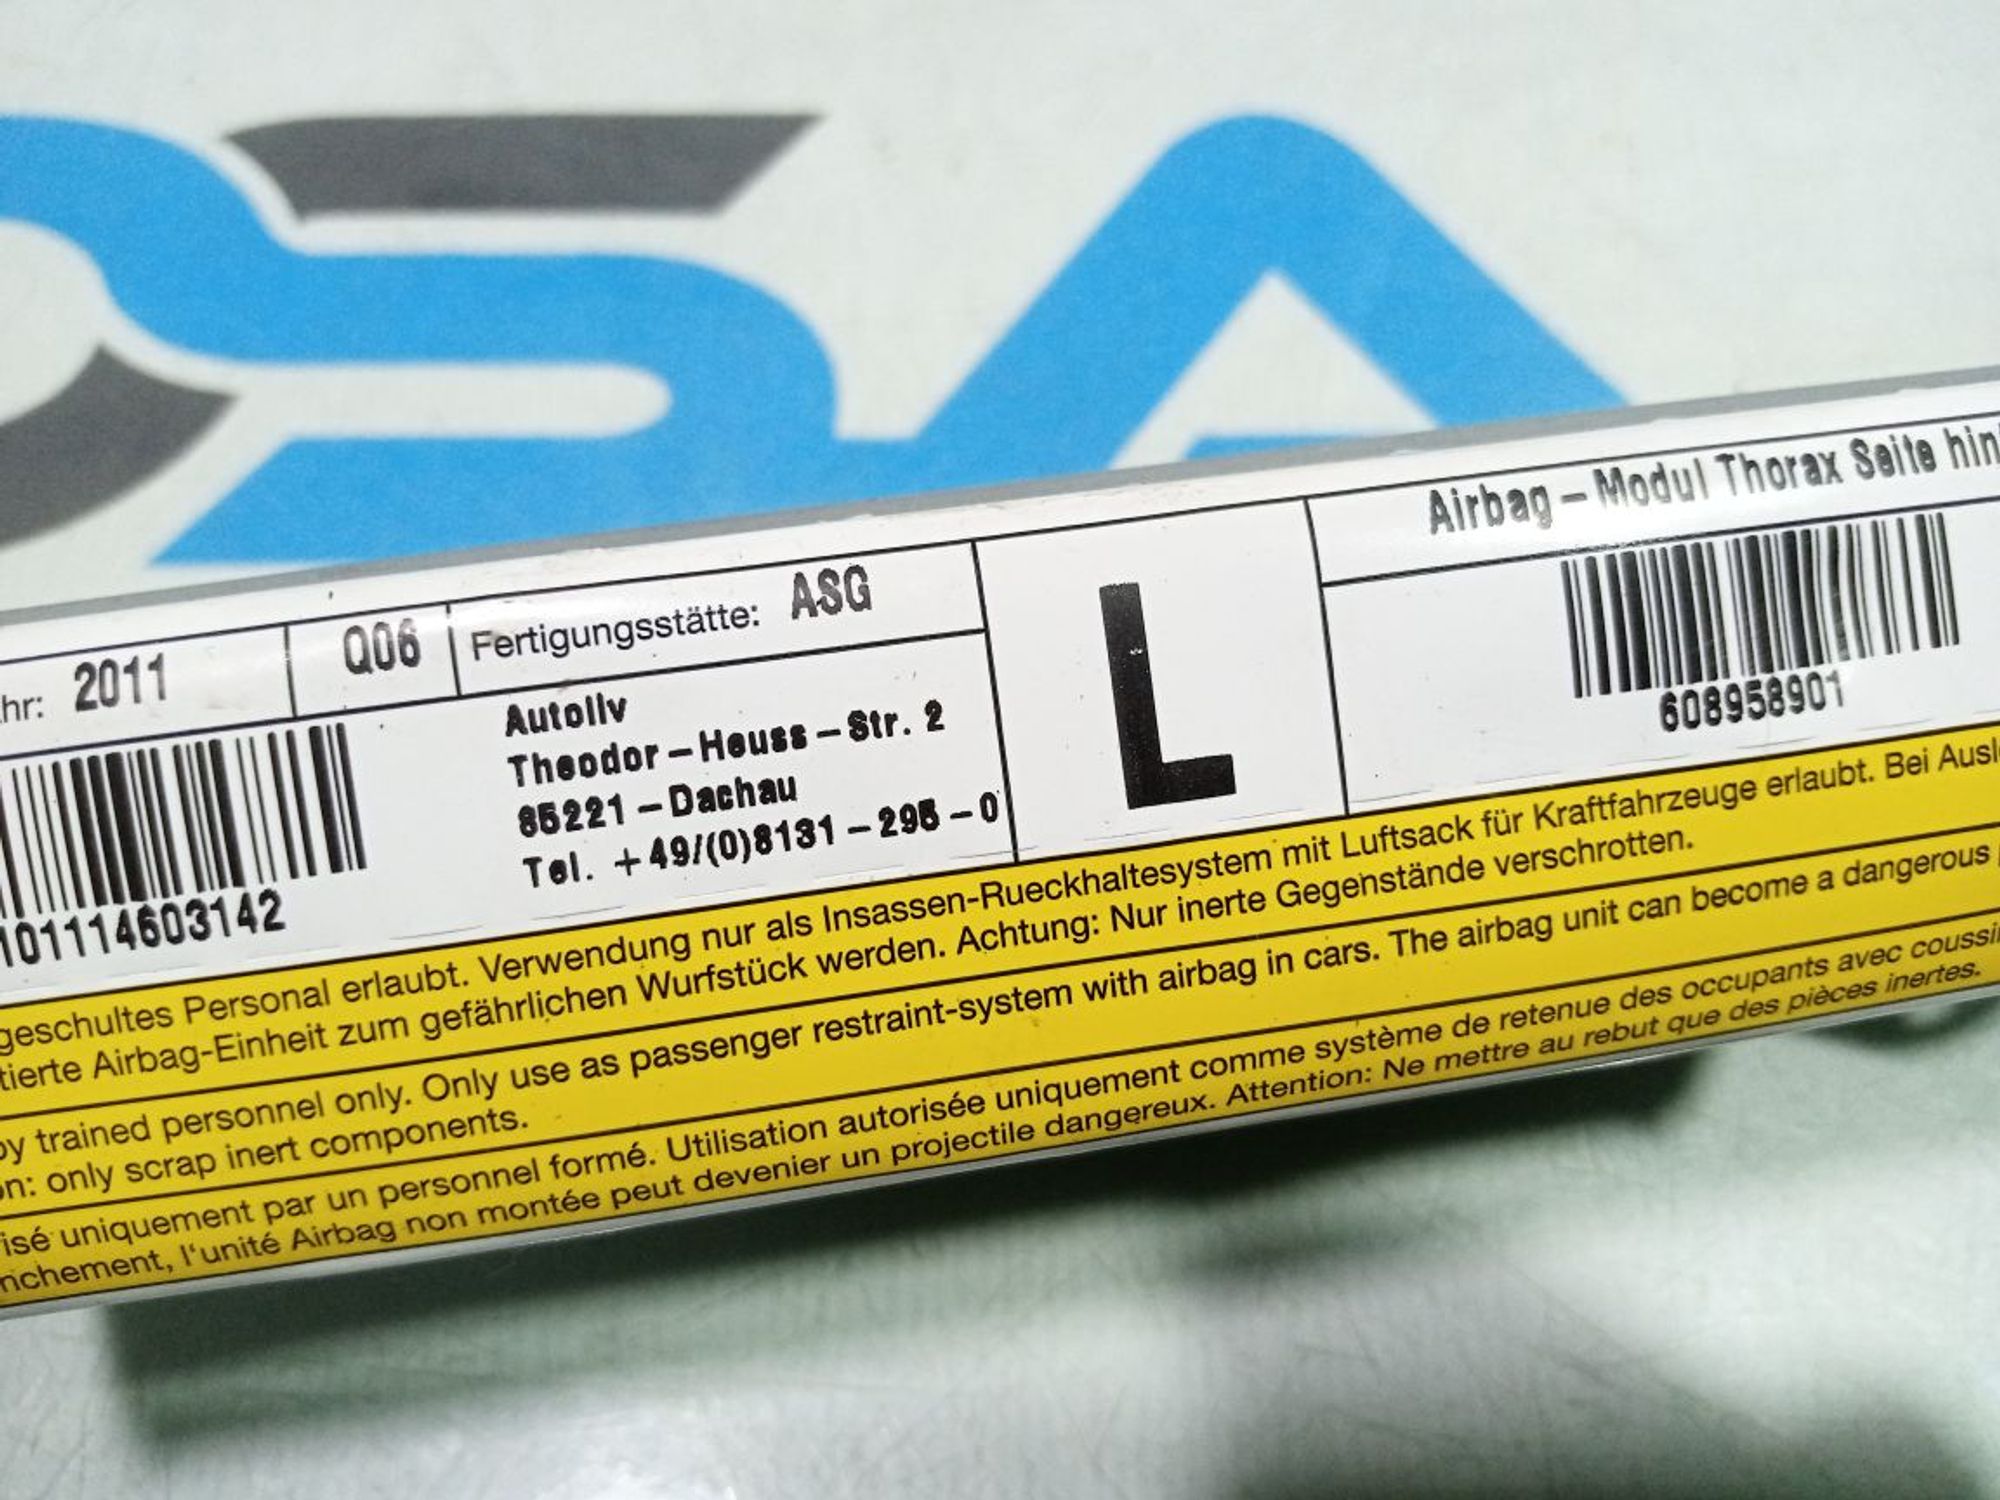 SA
Airbag – Modul Thorax Seite hin
hr: 2011
Q06
Fertigungsstätte: ASG
L
608958901
Autoliv
Theodor – Heuss – Str. 2
85221 – Dachau
Tel. +49/(0)8131 – 295 – 0
101114603142
geschultes Personal erlaubt. Verwendung nur als Insassen-Rueckhaltesystem mit Luftsack für Kraftfahrzeuge erlaubt. Bei Ausl
tierte Airbag-Einheit zum gefährlichen Wurfstück werden. Achtung: Nur inerte Gegenstände verschrotten.
by trained personnel only. Only use as passenger restraint-system with airbag in cars. The airbag unit can become a dangerous
n: only scrap inert components.
isé uniquement par un personnel formé. Utilisation autorisée uniquement comme système de retenue des occupants avec coussi
nchement, l'unité Airbag non montée peut devenier un projectile dangereux. Attention: Ne mettre au rebut que des pièces inertes.